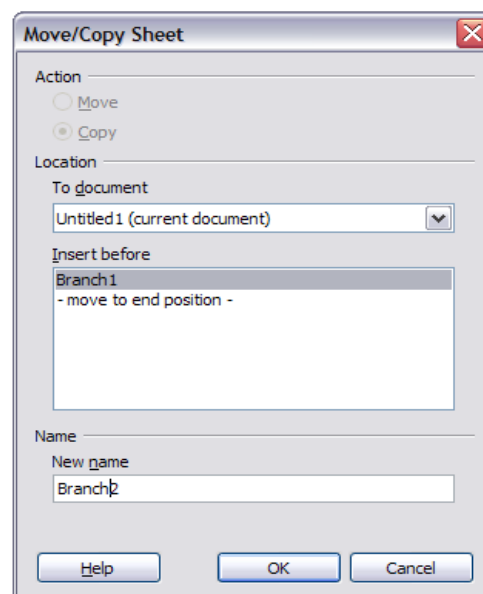 Move/Copy Sheet
Action
Move
Copy
Location
To document
Untitled1 (current document)
Insert before
Branch1
- move to end position -
Name
New name
Branch2
Help OK Cancel